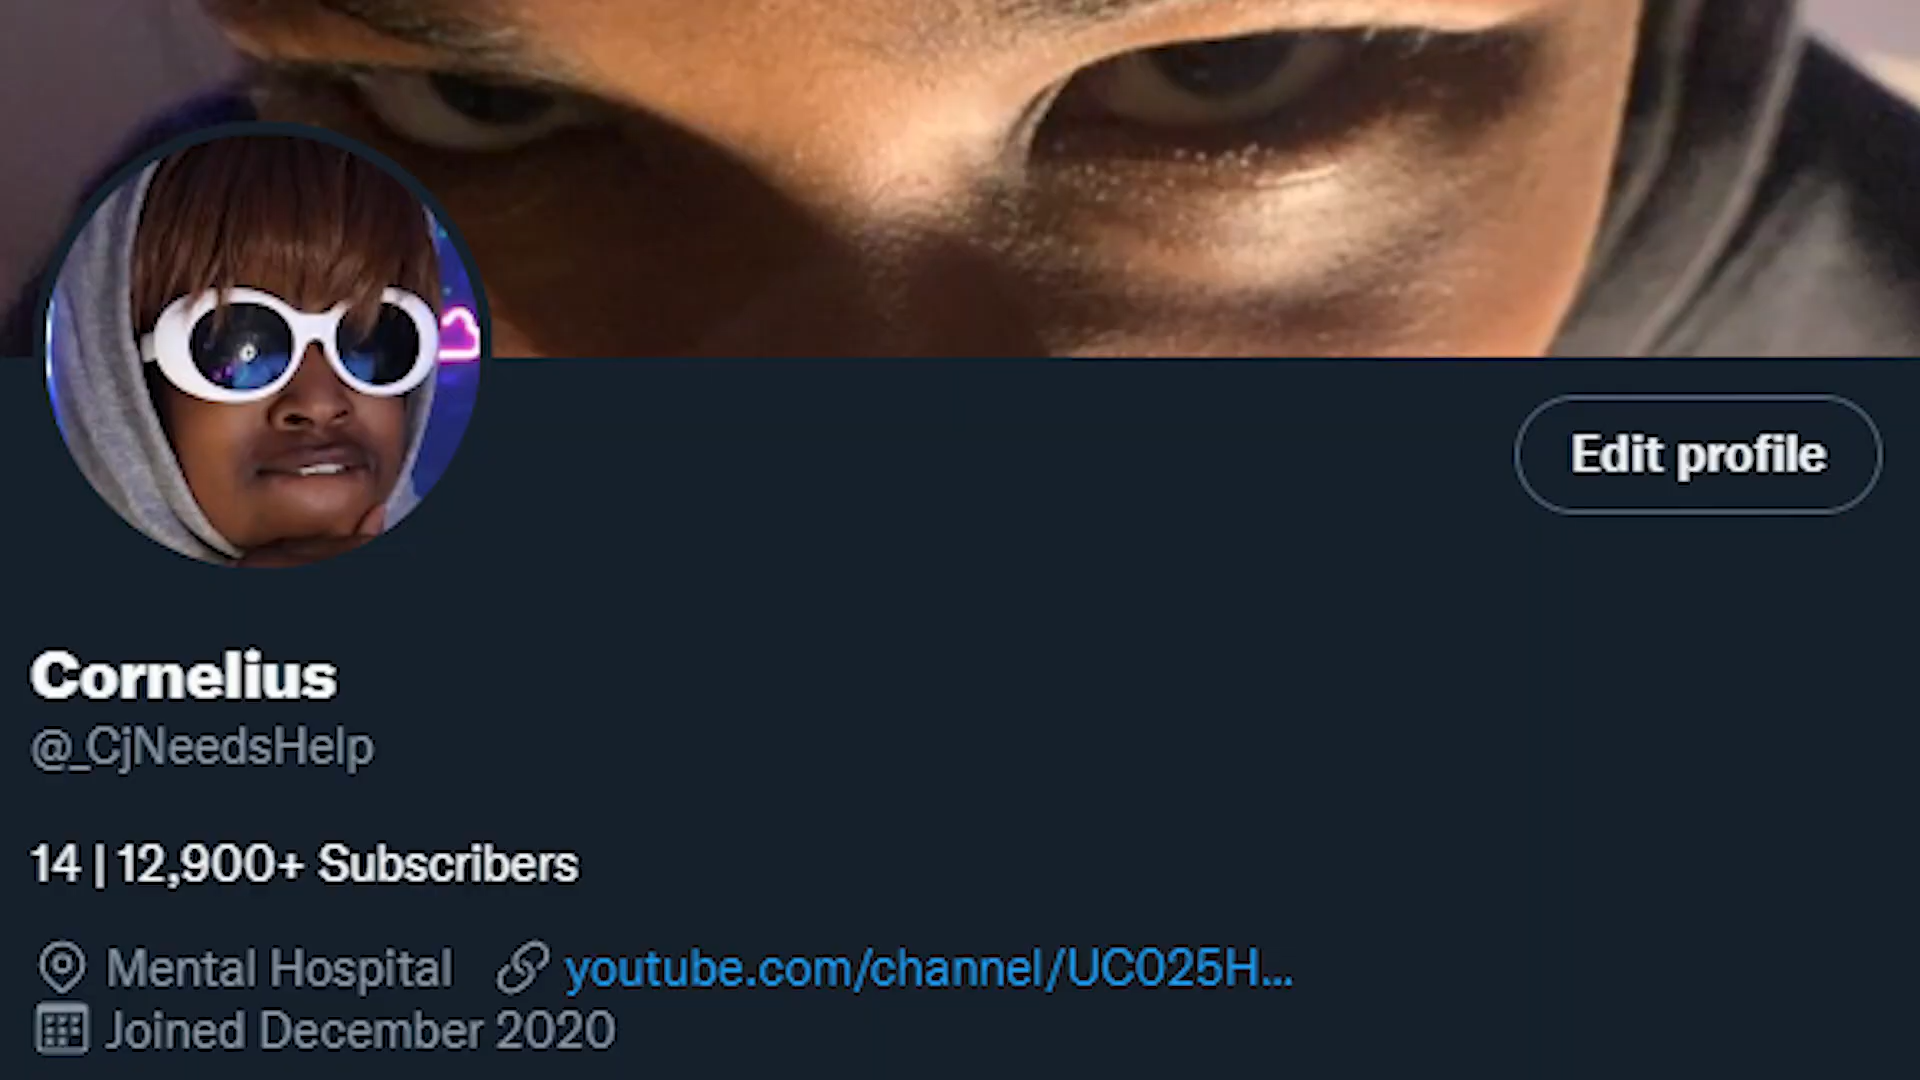 Edit profile
Cornelius
@_CjNeedsHelp
14 | 12,900+ Subscribers
Mental Hospital youtube.com/channel/UC025H...
Joined December 2020